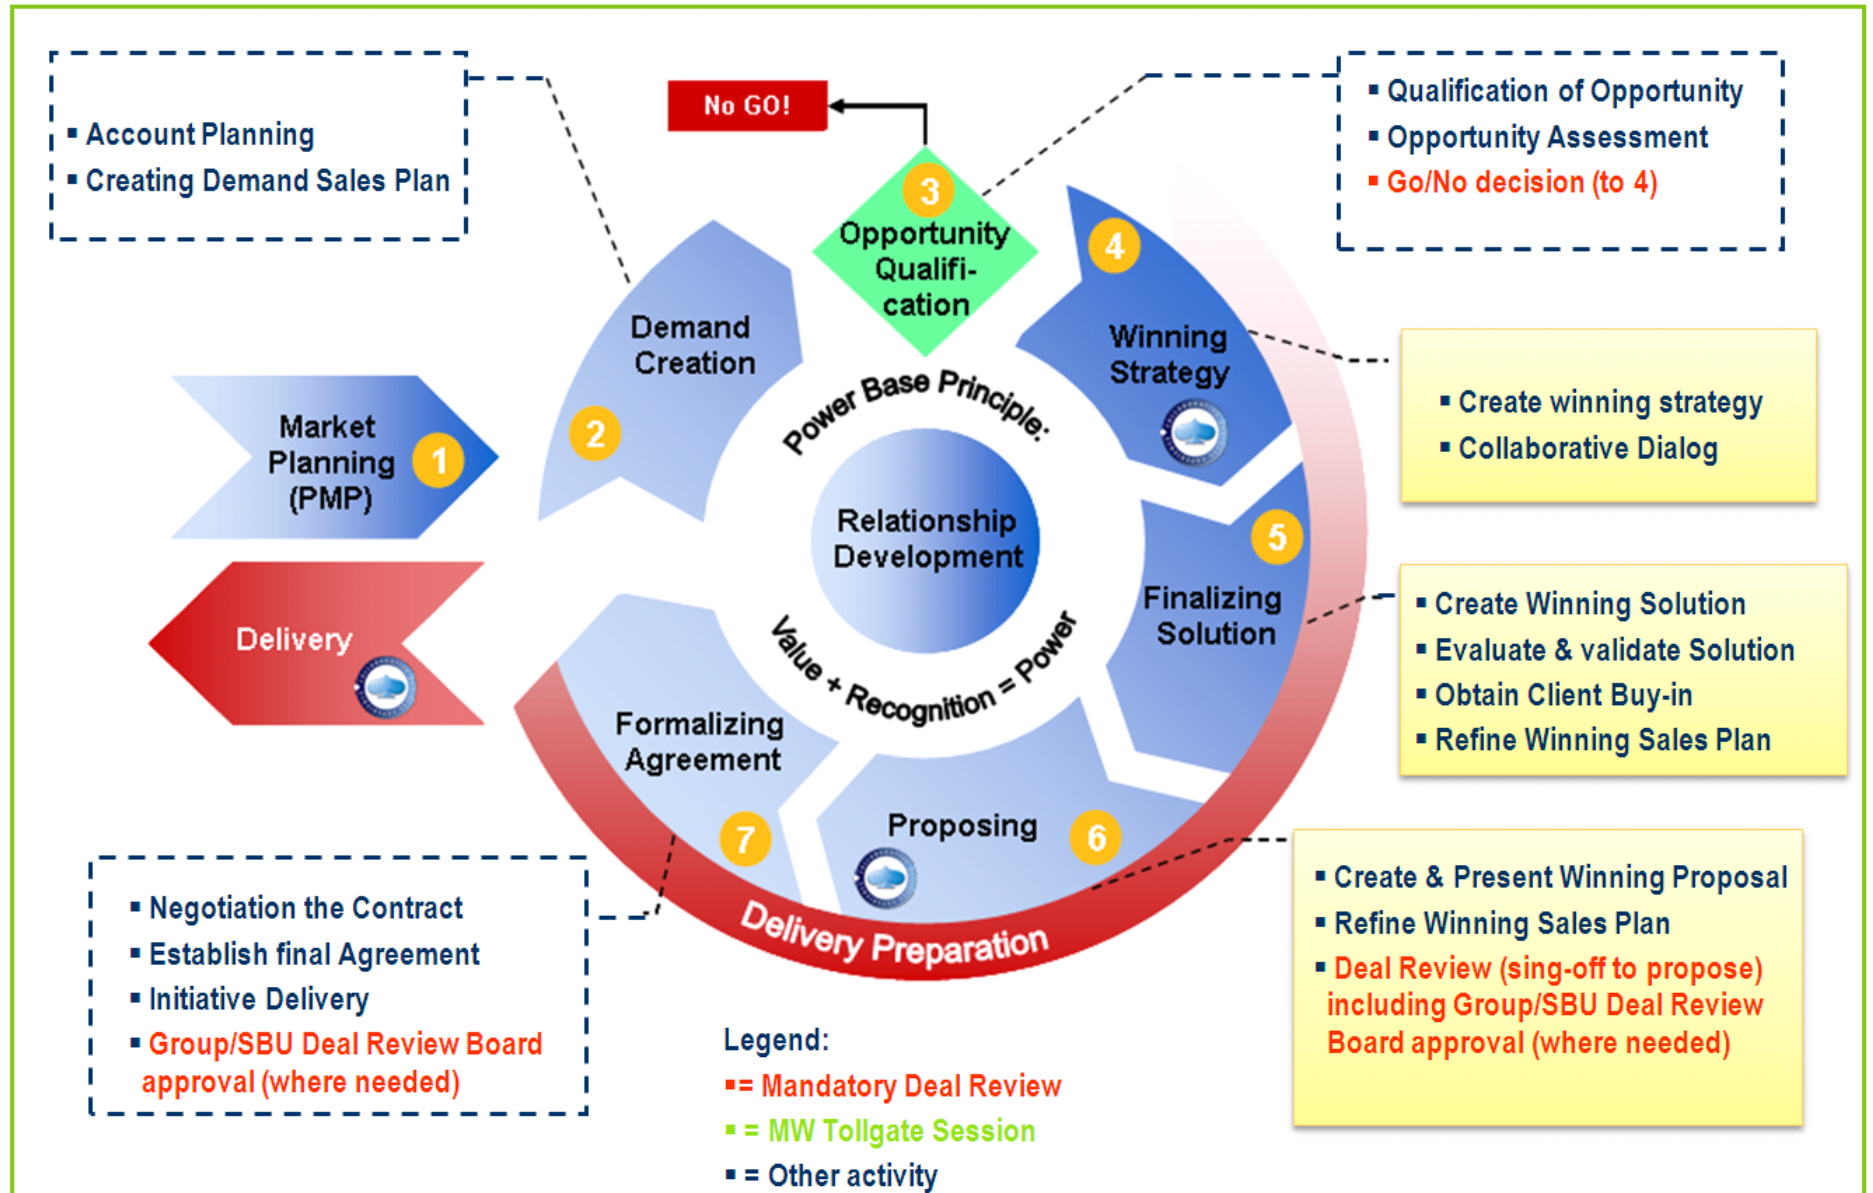 ▪ Account Planning
▪ Creating Demand Sales Plan
No GO!
▪ Qualification of Opportunity
▪ Opportunity Assessment
▪ Go/No decision (to 4)
3
Opportunity
Qualifi-
cation
4
Winning
Strategy
Demand
Creation
2
Market
Planning
(PMP)
1
Power Base Principle:
Relationship
Development
Value + Recognition = Power
▪ Create winning strategy
▪ Collaborative Dialog
5
Finalizing
Solution
▪ Create Winning Solution
▪ Evaluate & validate Solution
▪ Obtain Client Buy-in
▪ Refine Winning Sales Plan
Delivery
Formalizing
Agreement
7
Proposing
6
Delivery Preparation
▪ Create & Present Winning Proposal
▪ Refine Winning Sales Plan
▪ Deal Review (sing-off to propose)
including Group/SBU Deal Review
Board approval (where needed)
▪ Negotiation the Contract
▪ Establish final Agreement
▪ Initiative Delivery
▪ Group/SBU Deal Review Board
approval (where needed)
Legend:
▪= Mandatory Deal Review
▪ = MW Tollgate Session
▪ = Other activity